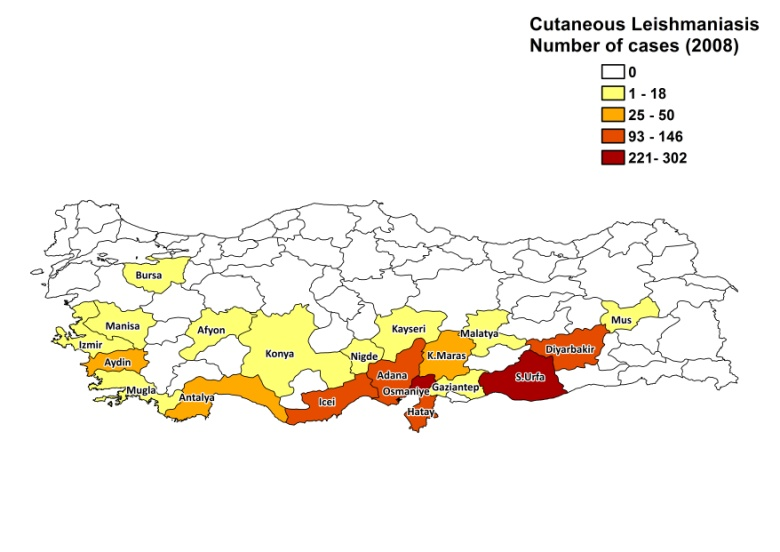 Cutaneous Leishmaniasis
Number of cases (2008)
0
1 - 18
25 - 50
93 - 146
221- 302
Bursa
Manisa
Afyon
Kayseri
Malatya
Mus
Izmir
Konya
Nigde
K.Maras
Diyarbakir
Aydin
Adana
S.Urfa
Mugla
Antalya
Icei
Osmaniye
Gaziantep
Hatay